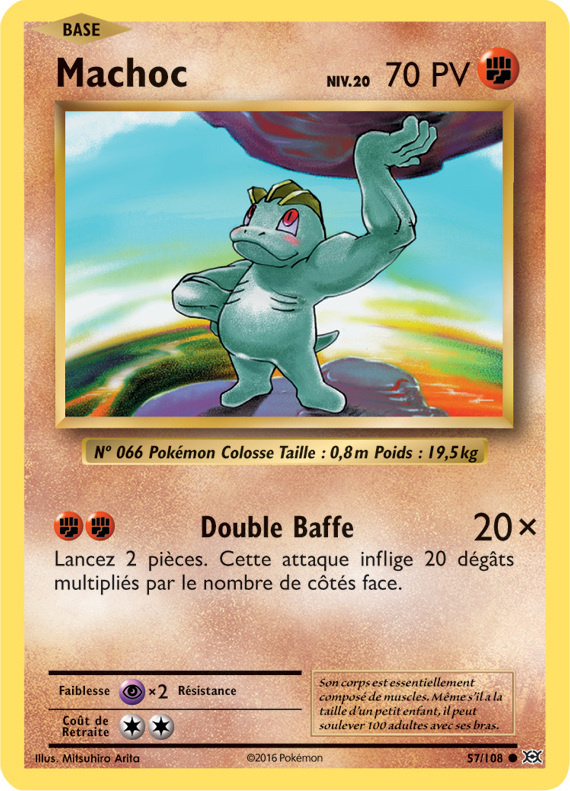 BASE
Machoc NIV.20 70 PV
Nº 066 Pokémon Colosse Taille : 0,8m Poids : 19,5kg
Double Baffe 20×
Lancez 2 pièces. Cette attaque inflige 20 dégâts
multipliés par le nombre de côtés face.
Faiblesse ×2 Résistance
Coût de
Retraite
Son corps est essentiellement
composé de muscles. Même s'il a la
taille d'un petit enfant, il peut
soulever 100 adultes avec ses bras.
Illus. Mitsuhiro Arita ©2016 Pokémon 57/108